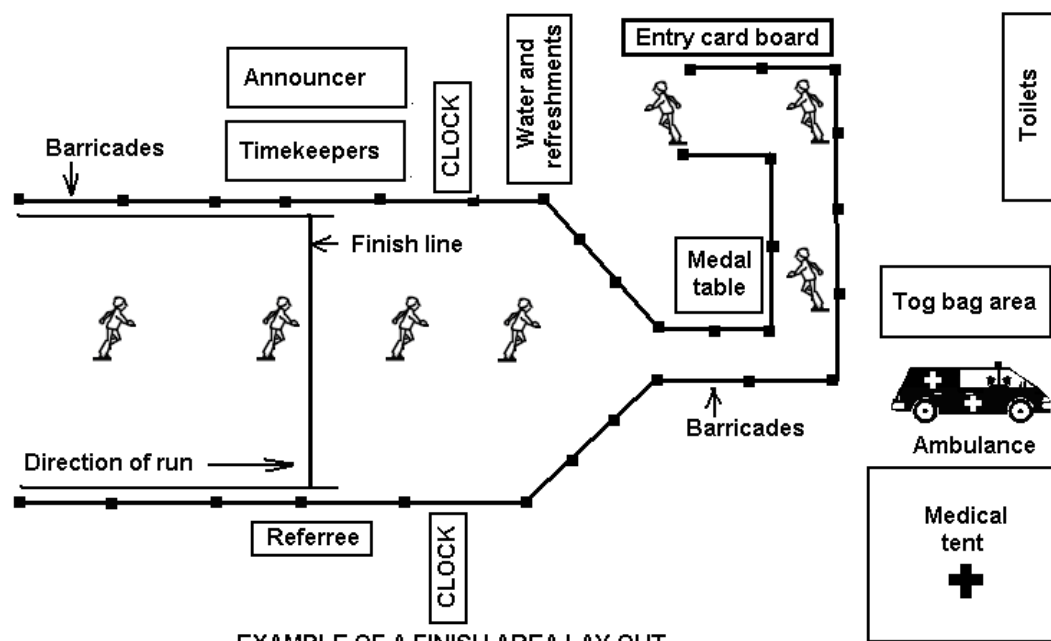 Entry card board
Announcer
Water and
refreshments
CLOCK
Toilets
Timekeepers
Barricades
Finish line
Medal
table
Tog bag area
Barricades
Ambulance
Direction of run
Referree
CLOCK
Medical
tent
EXAMPLE OF A FINISH AREA LAY OUT